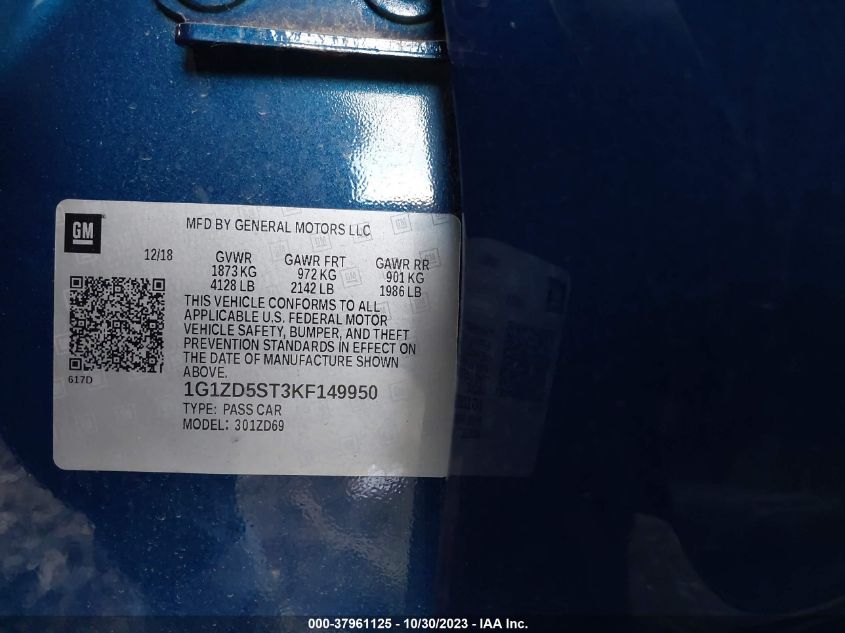 GM
MFD BY GENERAL MOTORS LLC
12/18
GVWR GAWR FRT GAWR RR
1873 KG 972 KG 901 KG
4128 LB 2142 LB 1986 LB
THIS VEHICLE CONFORMS TO ALL
APPLICABLE U.S. FEDERAL MOTOR
VEHICLE SAFETY, BUMPER, AND THEFT
PREVENTION STANDARDS IN EFFECT ON
THE DATE OF MANUFACTURE SHOWN
ABOVE.
617D
1G1ZD5ST3KF149950
TYPE: PASS CAR
MODEL: 301ZD69
000-37961125 - 10/30/2023 - IAA Inc.